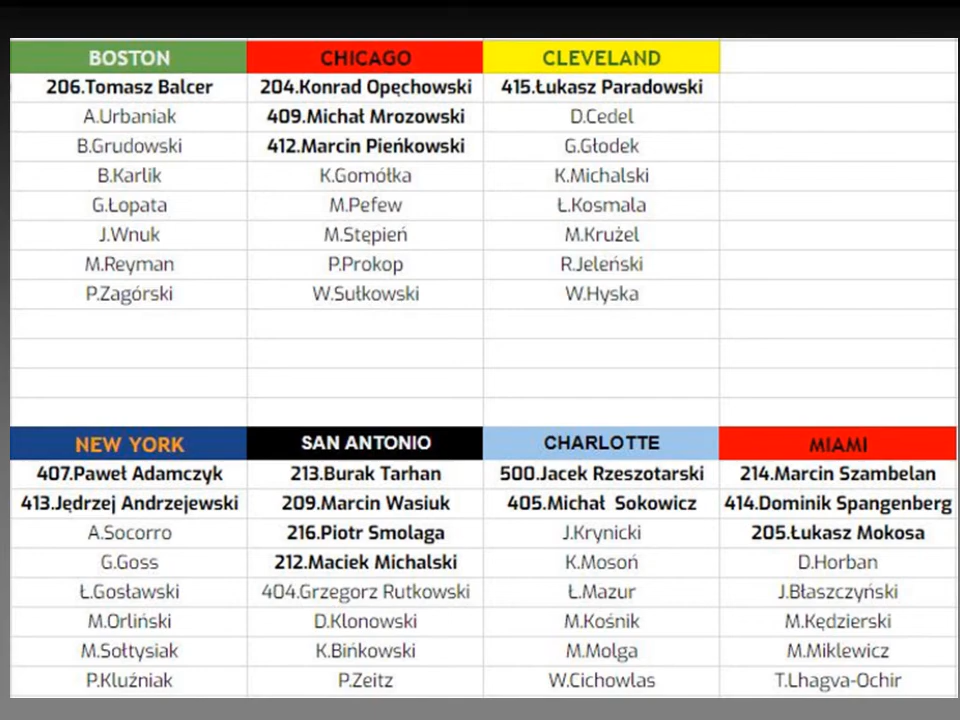 BOSTON CHICAGO CLEVELAND
206.Tomasz Balcer 204.Konrad Opęchowski 415.Łukasz Paradowski
A.Urbaniak 409.Michał Mrozowski D.Cedel
B.Grudowski 412.Marcin Pieńkowski G.Głodek
B.Karlik K.Gomółka K.Michalski
G.Łopata M.Pefew Ł.Kosmala
J.Wnuk M.Stępień M.Krużel
M.Reyman P.Prokop R.Jeleński
P.Zagórski W.Sułkowski W.Hyska
NEW YORK SAN ANTONIO CHARLOTTE MIAMI
407.Paweł Adamczyk 213.Burak Tarhan 500.Jacek Rzeszotarski 214.Marcin Szambelan
413.Jędrzej Andrzejewski 209.Marcin Wasiuk 405.Michał Sokowicz 414.Dominik Spangenberg
A.Socorro 216.Piotr Smolaga J.Krynicki 205.Łukasz Mokosa
G.Goss 212.Maciek Michalski K.Mosoń D.Horban
Ł.Gosławski 404.Grzegorz Rutkowski Ł.Mazur J.Błaszczyński
M.Orliński D.Klonowski M.Kośnik M.Kędzierski
M.Sołtysiak K.Bińkowski M.Molga M.Miklewicz
P.Kluźniak P.Zeitz W.Cichowlas T.Lhagva-Ochir